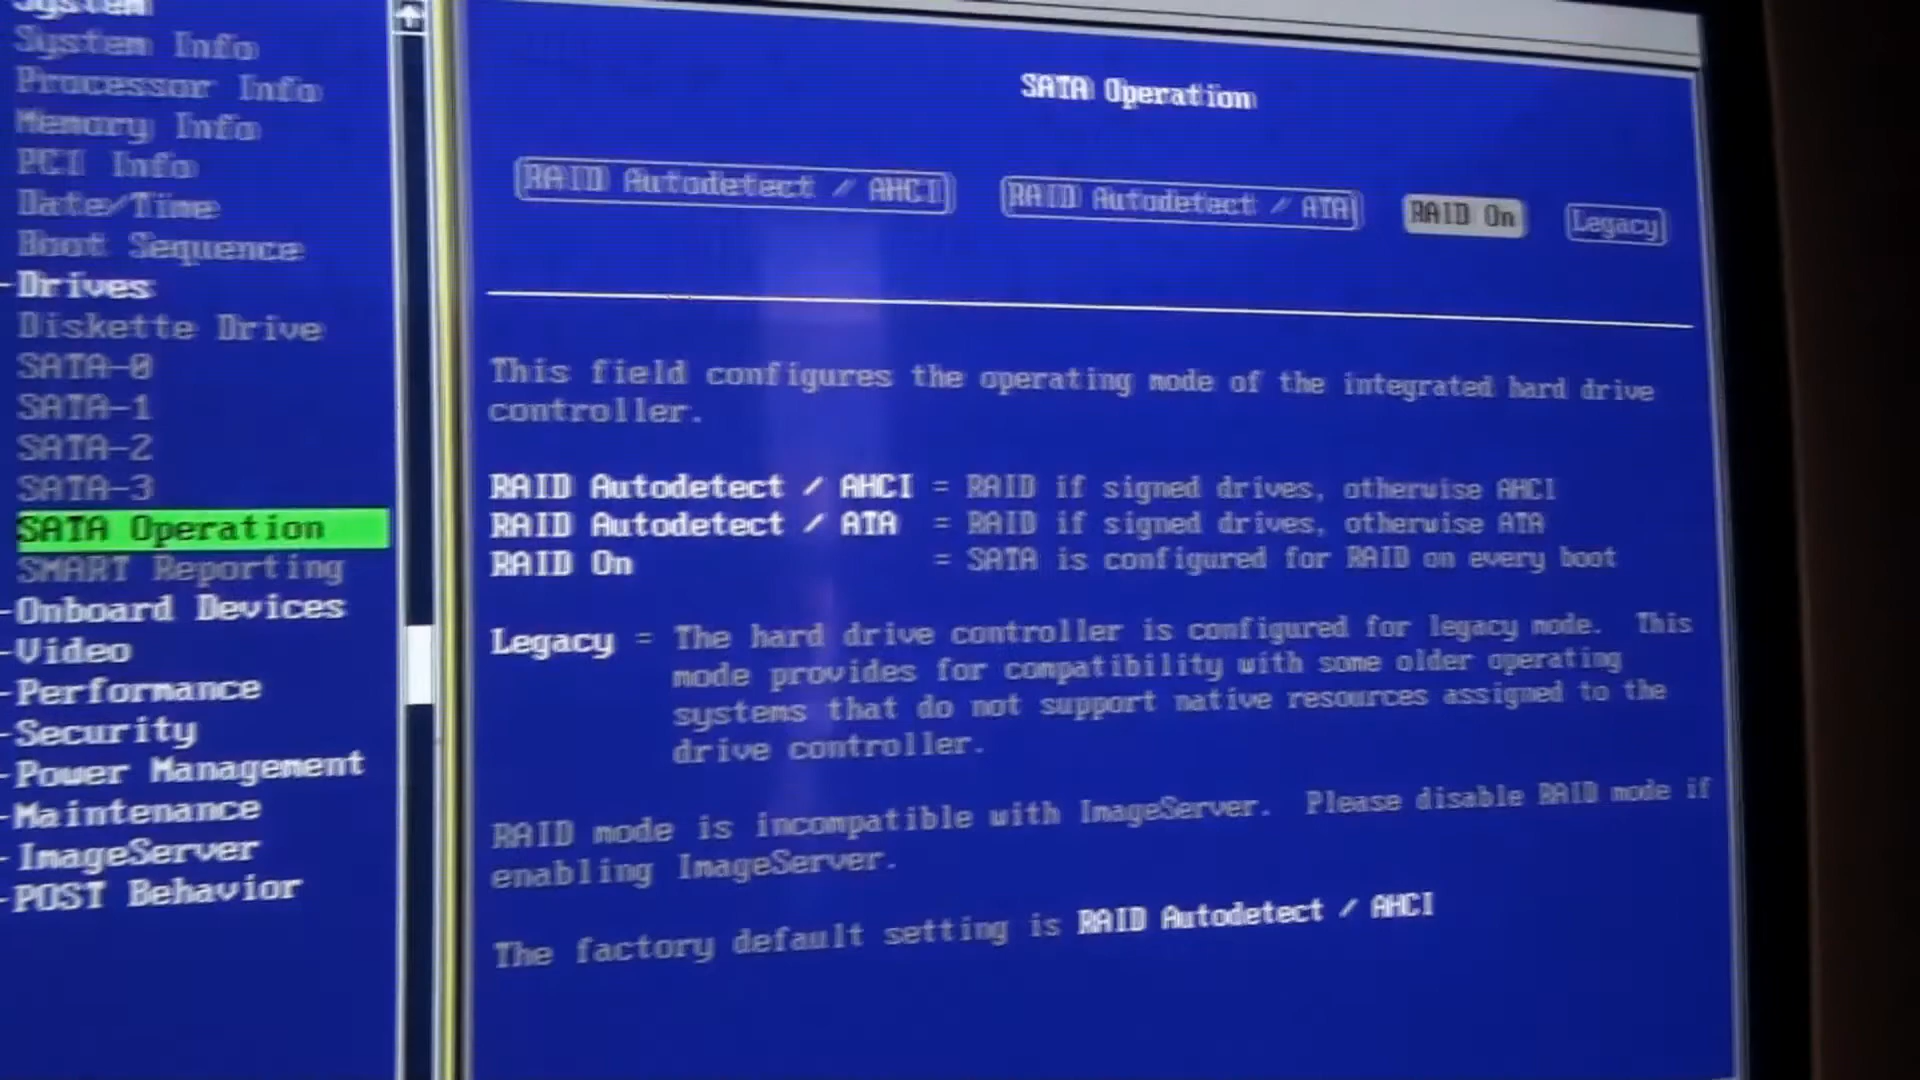 System
System Info
Processor Info
Memory Info
PCI Info
Date/Time
Boot Sequence
-Drives
Diskette Drive
SATA-0
SATA-1
SATA-2
SATA-3
SATA Operation
SMART Reporting
-Onboard Devices
-Video
-Performance
-Security
-Power Management
-Maintenance
-ImageServer
-POST Behavior
SATA Operation
RAID Autodetect / AHCI RAID Autodetect / ATA RAID On Legacy
This field configures the operating mode of the integrated hard drive
controller.
RAID Autodetect / AHCI = RAID if signed drives, otherwise AHCI
RAID Autodetect / ATA = RAID if signed drives, otherwise ATA
RAID On = SATA is configured for RAID on every boot
Legacy = The hard drive controller is configured for legacy mode. This
mode provides for compatibility with some older operating
systems that do not support native resources assigned to the
drive controller.
RAID mode is incompatible with ImageServer. Please disable RAID mode if
enabling ImageServer.
The factory default setting is RAID Autodetect / AHCI